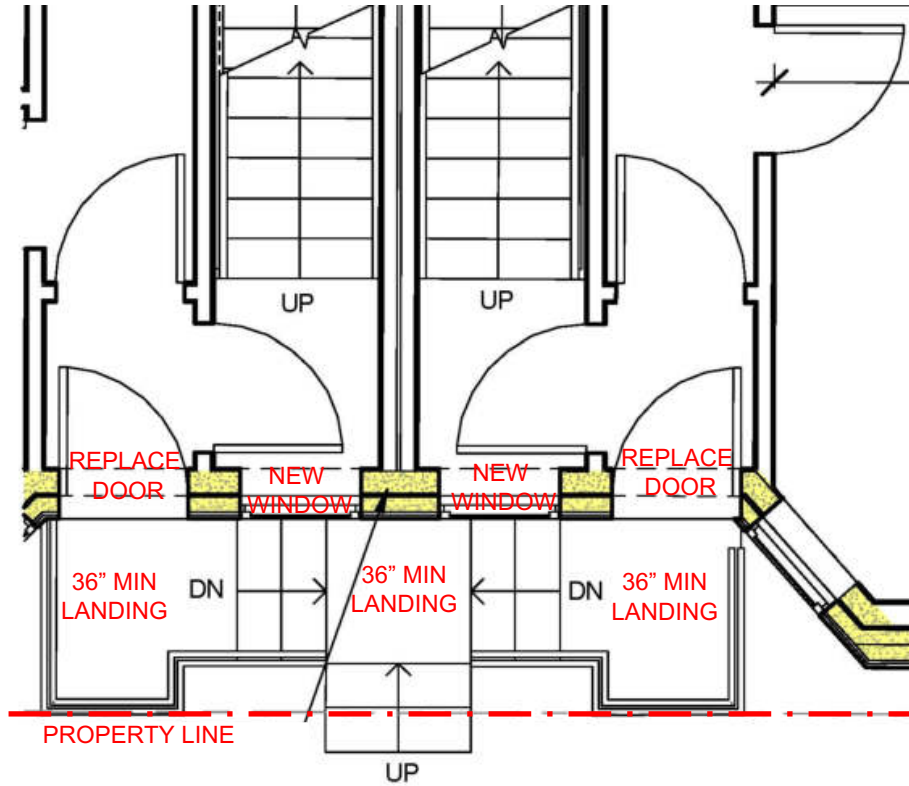 UP
UP
REPLACE
DOOR
NEW
WINDOW
NEW
WINDOW
REPLACE
DOOR
36” MIN
LANDING
DN
36” MIN
LANDING
DN
36” MIN
LANDING
PROPERTY LINE
UP